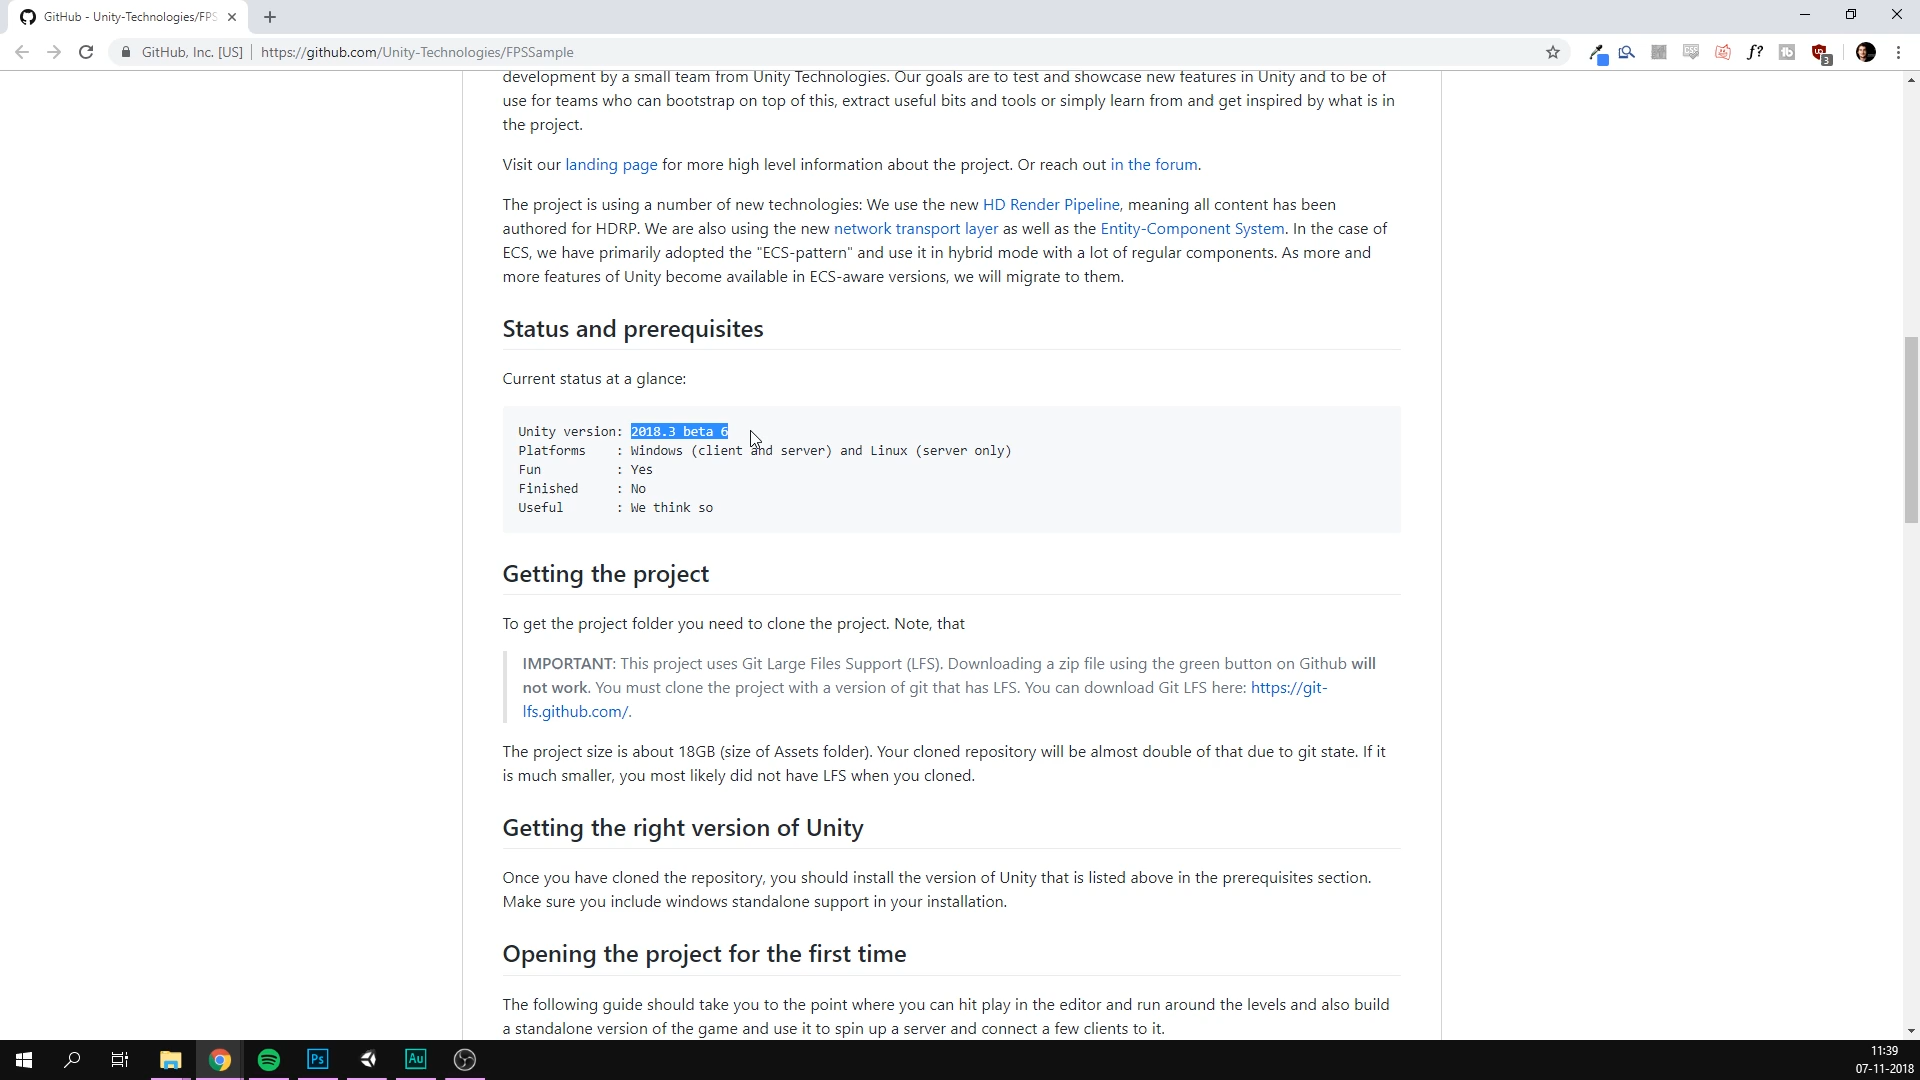 GitHub - Unity-Technologies/FPS
GitHub, Inc. [US] https://github.com/Unity-Technologies/FPSSample
development by a small team from Unity Technologies. Our goals are to test and showcase new features in Unity and to be of
use for teams who can bootstrap on top of this, extract useful bits and tools or simply learn from and get inspired by what is in
the project.
Visit our landing page for more high level information about the project. Or reach out in the forum.
The project is using a number of new technologies: We use the new HD Render Pipeline, meaning all content has been
authored for HDRP. We are also using the new network transport layer as well as the Entity-Component System. In the case of
ECS, we have primarily adopted the "ECS-pattern" and use it in hybrid mode with a lot of regular components. As more and
more features of Unity become available in ECS-aware versions, we will migrate to them.
Status and prerequisites
Current status at a glance:
Unity version: 2018.3 beta 6
Platforms : Windows (client and server) and Linux (server only)
Fun : Yes
Finished : No
Useful : We think so
Getting the project
To get the project folder you need to clone the project. Note, that
IMPORTANT: This project uses Git Large Files Support (LFS). Downloading a zip file using the green button on Github will
not work. You must clone the project with a version of git that has LFS. You can download Git LFS here: https://git-
lfs.github.com/.
The project size is about 18GB (size of Assets folder). Your cloned repository will be almost double of that due to git state. If it
is much smaller, you most likely did not have LFS when you cloned.
Getting the right version of Unity
Once you have cloned the repository, you should install the version of Unity that is listed above in the prerequisites section.
Make sure you include windows standalone support in your installation.
Opening the project for the first time
The following guide should take you to the point where you can hit play in the editor and run around the levels and also build
a standalone version of the game and use it to spin up a server and connect a few clients to it.
Ps Au
11:39
07-11-2018